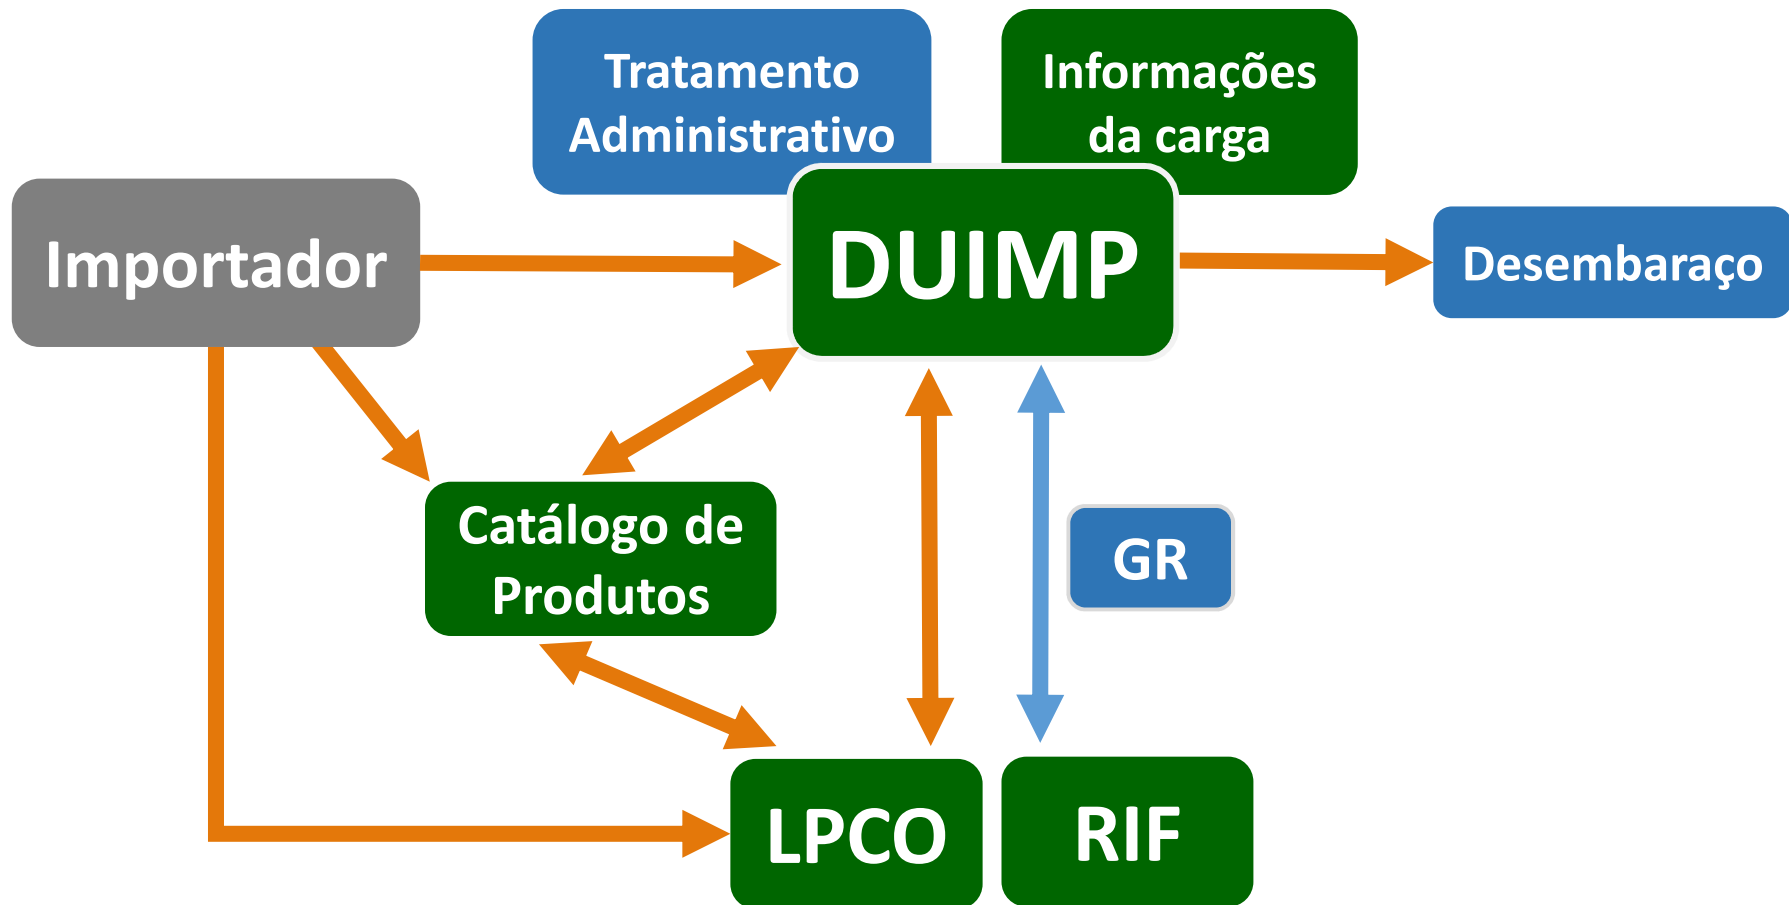 Tratamento
Administrativo
Informações
da carga
Importador
DUIMP
Desembaraço
Catálogo de
Produtos
GR
LPCO
RIF